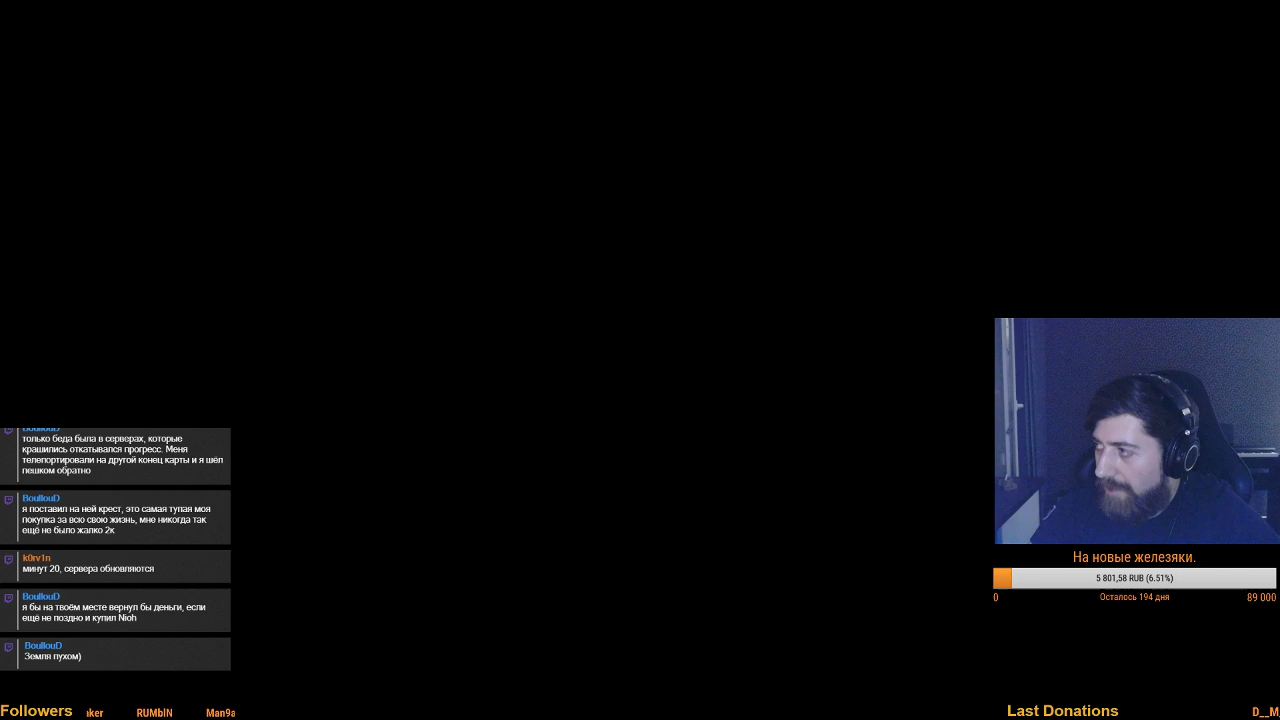 BoullouD
только беда была в серверах, которые
крашились откатывался прогресс. Меня
телепортировали на другой конец карты и я шёл
пешком обратно
BoullouD
я поставил на ней крест, это самая тупая моя
покупка за всю свою жизнь, мне никогда так
ещё не было жалко 2к
k0rv1n
минут 20, сервера обновляются
BoullouD
я бы на твоём месте вернул бы деньги, если
ещё не поздно и купил Nioh
BoullouD
Земля пухом)
На новые железяки.
5 801,58 RUB (6.51%)
0 Осталось 194 дня 89 000
Followers ıker RUMbIN Man9a
Last Donations D__M